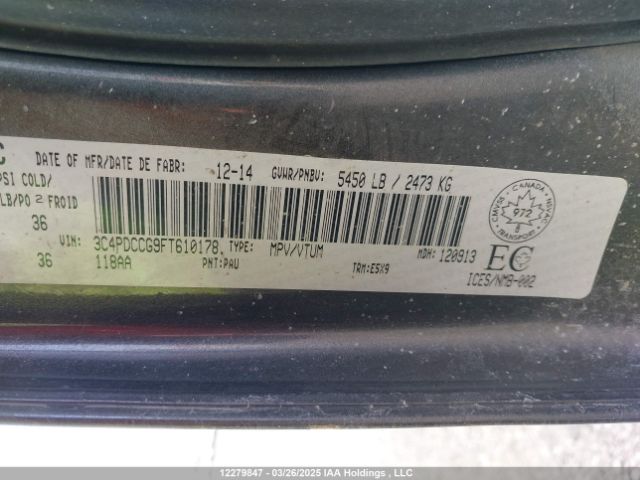 C
DATE OF MFR/DATE DE FABR: 12-14 GVWR/PNBV: 5450 LB / 2473 KG
PSI COLD/
LB/PO 2 FROID
36
VIN: 3C4PDCCG9FT610178 TYPE: MPV/VTUM MDH: 120913
36 118AA PNT: PAU TRM: E5X9
CANADA
CMVSS NSVAC
972
5
TRANSPORT
EC
ICES/NMB-002
12279847 03/26/2025 IAA Holdings , LLC